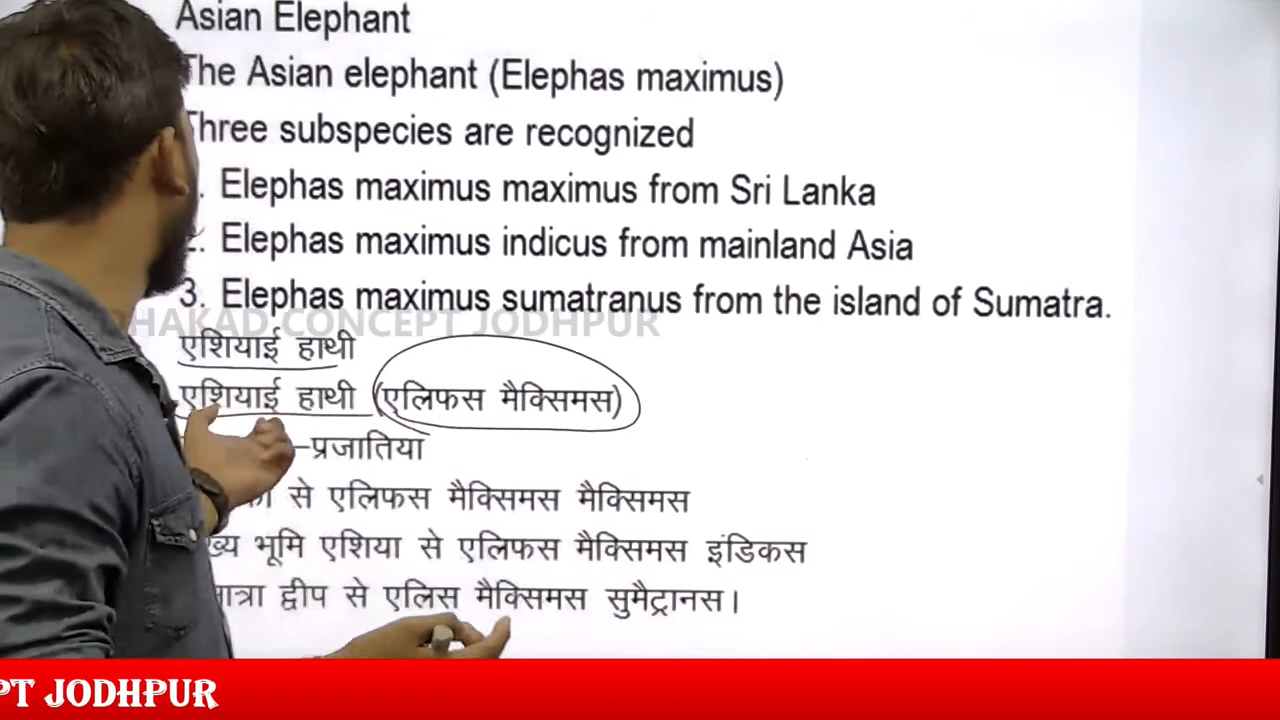 Asian Elephant
The Asian elephant (Elephas maximus)
Three subspecies are recognized
. Elephas maximus maximus from Sri Lanka
2. Elephas maximus indicus from mainland Asia
3. Elephas maximus sumatranus from the island of Sumatra.
DHAKAD CONCEPT JODHPUR
एशियाई हाथी
एशियाई हाथी (एलिफस मैक्सिमस)
–प्रजातिया
से एलिफस मैक्सिमस मैक्सिमस
भूमि एशिया से एलिफस मैक्सिमस इंडिकस
द्वीप से एलिस मैक्सिमस सुमैट्रानस।
PT JODHPUR